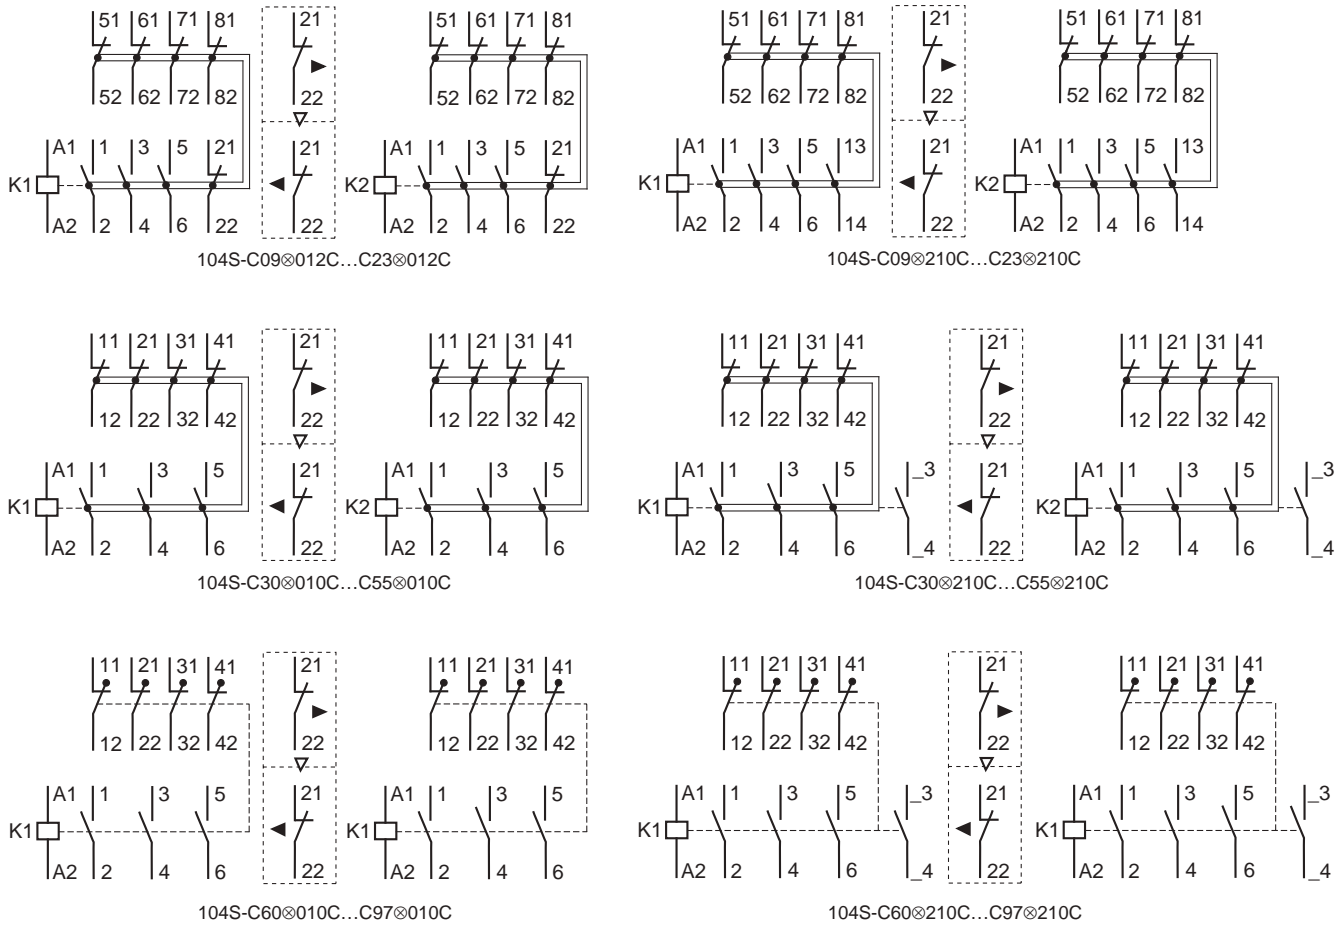 51 61 71 81 21 51 61 71 81
52 62 72 82 22 52 62 72 82
A1 1 3 5 21 21 A1 1 3 5 21
K1 K2
A2 2 4 6 22 22 A2 2 4 6 22
104S-C09⊗012C…C23⊗012C
51 61 71 81 21 51 61 71 81
52 62 72 82 22 52 62 72 82
A1 1 3 5 13 21 A1 1 3 5 13
K1 K2
A2 2 4 6 14 22 A2 2 4 6 14
104S-C09⊗210C…C23⊗210C
11 21 31 41 21 11 21 31 41
12 22 32 42 22 12 22 32 42
A1 1 3 5 21 A1 1 3 5
K1 K2
A2 2 4 6 22 A2 2 4 6
104S-C30⊗010C…C55⊗010C
11 21 31 41 21 11 21 31 41
12 22 32 42 22 12 22 32 42
A1 1 3 5 _3 21 A1 1 3 5 _3
K1 K2
A2 2 4 6 _4 22 A2 2 4 6 _4
104S-C30⊗210C…C55⊗210C
11 21 31 41 21 11 21 31 41
12 22 32 42 22 12 22 32 42
A1 1 3 5 21 A1 1 3 5
K1 K1
A2 2 4 6 22 A2 2 4 6
104S-C60⊗010C…C97⊗010C
11 21 31 41 21 11 21 31 41
12 22 32 42 22 12 22 32 42
A1 1 3 5 _3 21 A1 1 3 5 _3
K1 K1
A2 2 4 6 _4 22 A2 2 4 6 _4
104S-C60⊗210C…C97⊗210C